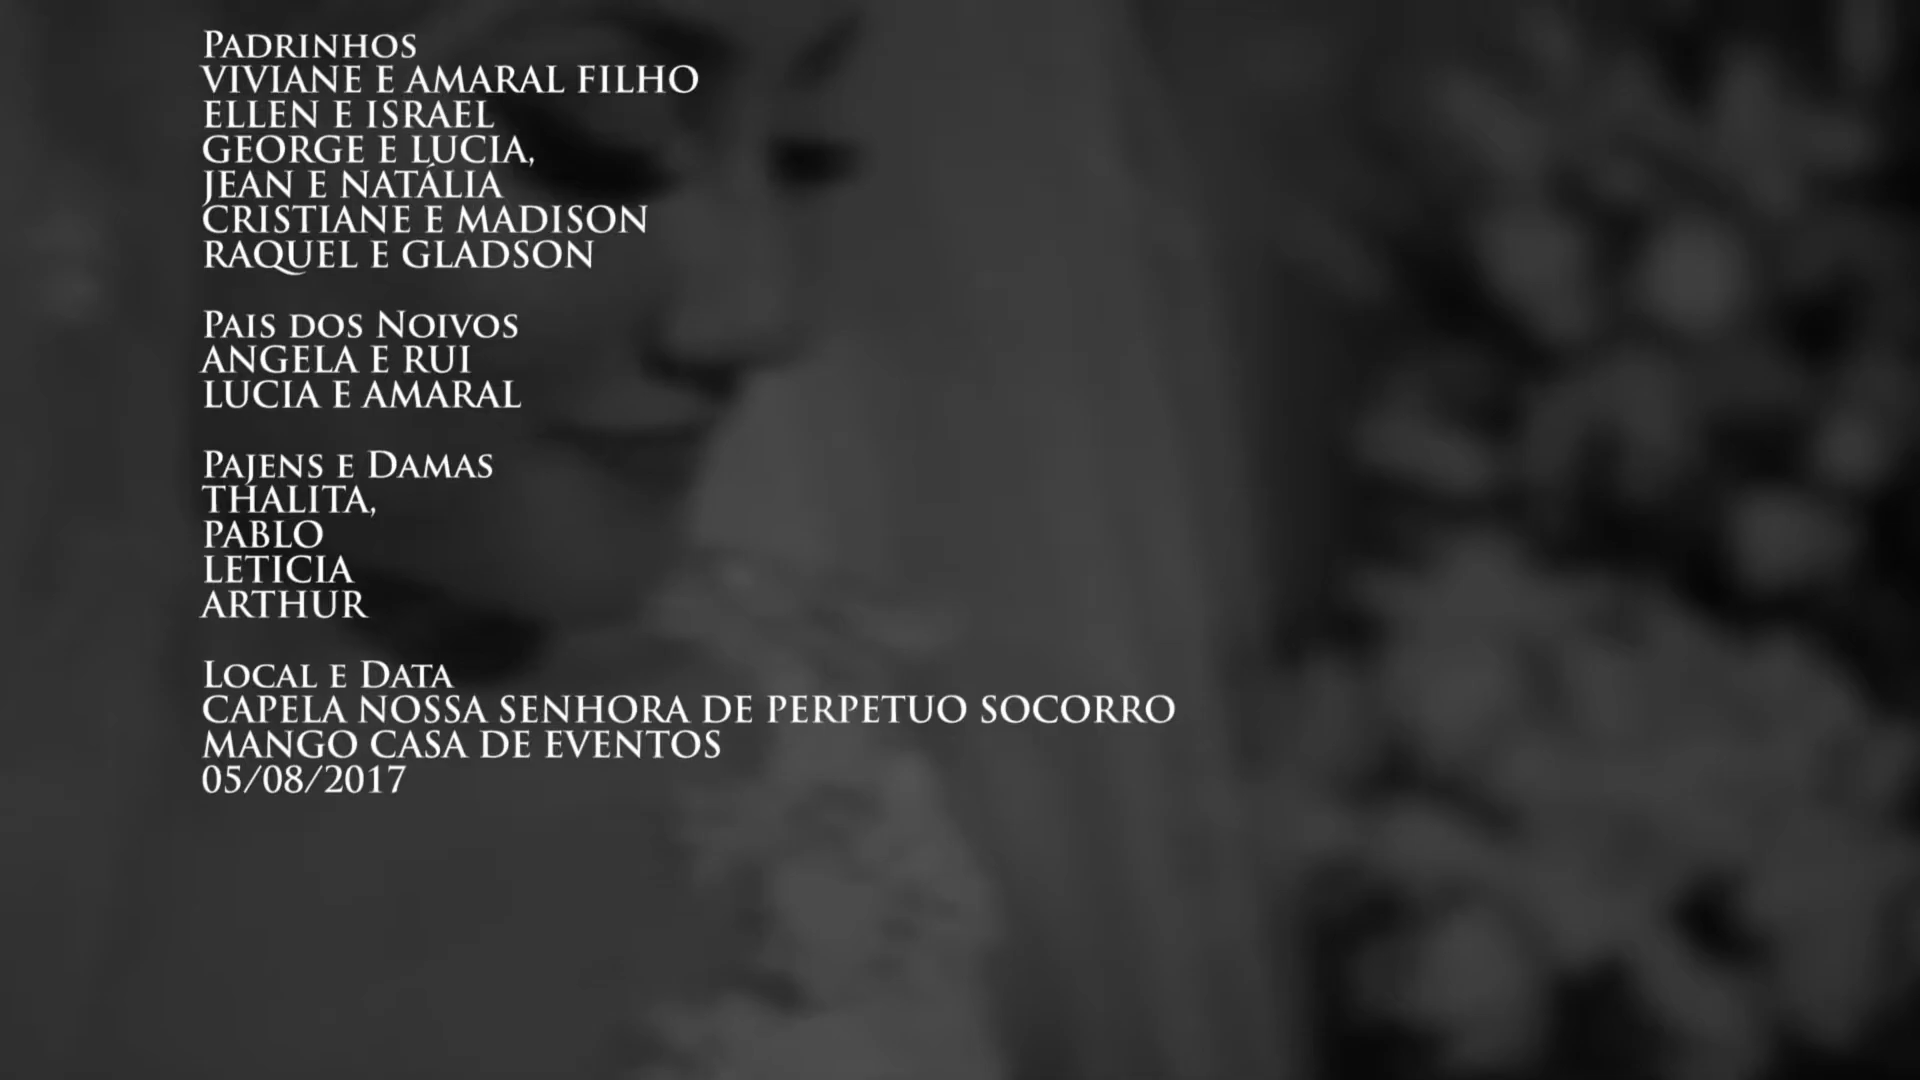 Padrinhos
VIVIANE E AMARAL FILHO
ELLEN E ISRAEL
GEORGE E LUCIA,
JEAN E NATÁLIA
CRISTIANE E MADISON
RAQUEL E GLADSON
Pais dos Noivos
ANGELA E RUI
LUCIA E AMARAL
Pajens e Damas
THALITA,
PABLO
LETICIA
ARTHUR
Local e Data
CAPELA NOSSA SENHORA DE PERPETUO SOCORRO
MANGO CASA DE EVENTOS
05/08/2017